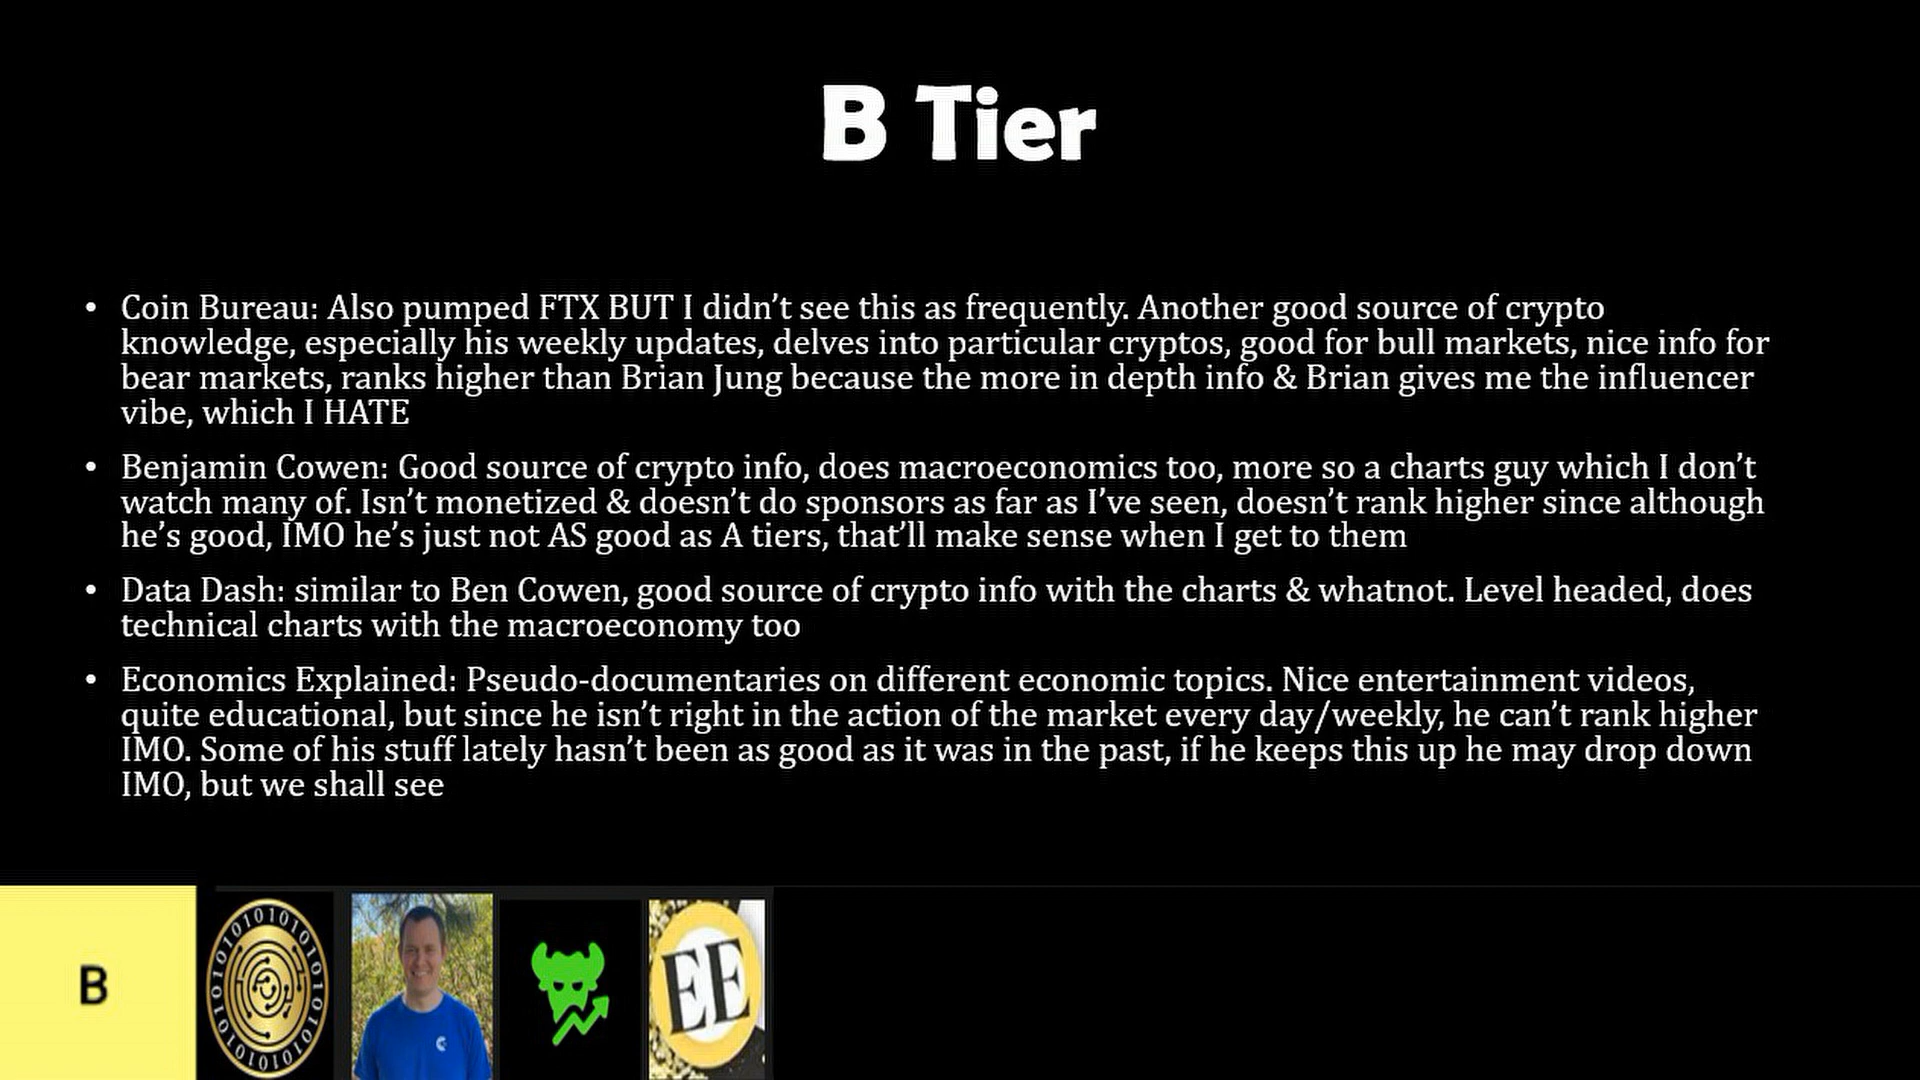 B Tier
• Coin Bureau: Also pumped FTX BUT I didn't see this as frequently. Another good source of crypto
knowledge, especially his weekly updates, delves into particular cryptos, good for bull markets, nice info for
bear markets, ranks higher than Brian Jung because the more in depth info & Brian gives me the influencer
vibe, which I HATE
• Benjamin Cowen: Good source of crypto info, does macroeconomics too, more so a charts guy which I don't
watch many of. Isn't monetized & doesn't do sponsors as far as I've seen, doesn't rank higher since although
he's good, IMO he's just not AS good as A tiers, that'll make sense when I get to them
• Data Dash: similar to Ben Cowen, good source of crypto info with the charts & whatnot. Level headed, does
technical charts with the macroeconomy too
• Economics Explained: Pseudo-documentaries on different economic topics. Nice entertainment videos,
quite educational, but since he isn't right in the action of the market every day/weekly, he can't rank higher
IMO. Some of his stuff lately hasn't been as good as it was in the past, if he keeps this up he may drop down
IMO, but we shall see
B
EE